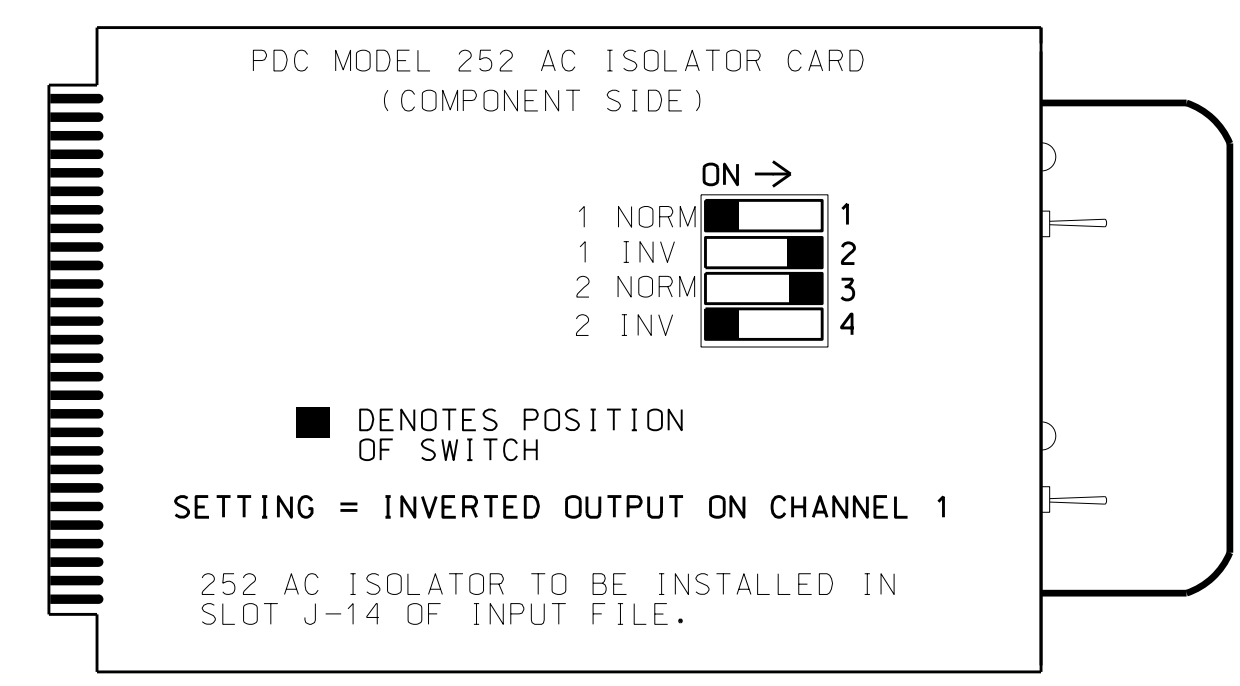 PDC MODEL 252 AC ISOLATOR CARD
(COMPONENT SIDE)
ON →
1 NORM 1
1 INV 2
2 NORM 3
2 INV 4
DENOTES POSITION
OF SWITCH
SETTING = INVERTED OUTPUT ON CHANNEL 1
252 AC ISOLATOR TO BE INSTALLED IN
SLOT J-14 OF INPUT FILE.